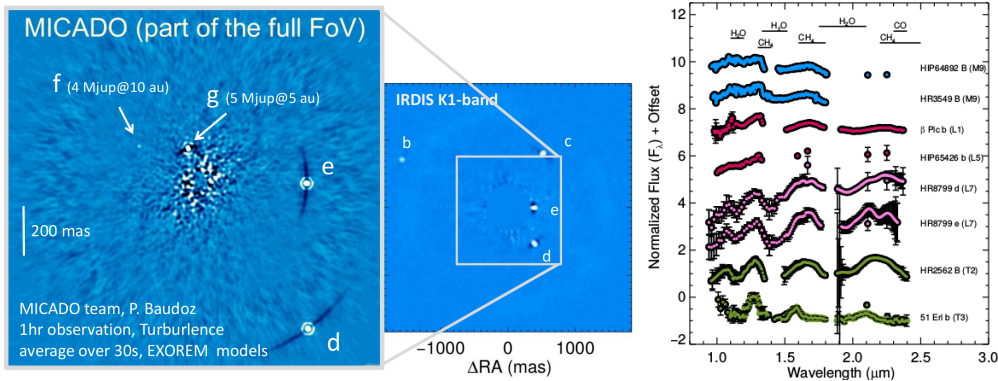 MICADO (part of the full FoV)
f (4 Mjup@10 au)
g (5 Mjup@5 au)
e
200 mas
d
MICADO team, P. Baudoz
1hr observation, Turburlence
average over 30s, EXOREM models
IRDIS K1-band
b
c
e
d
−1000
0
1000
ΔRA (mas)
Normalized Flux (Fλ) + Offset
12
10
8
6
4
2
0
−2
H₂O
CH₄
H₂O
CH₄
H₂O
CO
CH₄
HIP64892 B (M9)
HR3549 B (M9)
β Pic b (L1)
HIP65426 b (L5)
HR8799 d (L7)
HR8799 e (L7)
HR2562 B (T2)
51 Eri b (T3)
1.0
1.5
2.0
2.5
3.0
Wavelength (μm)